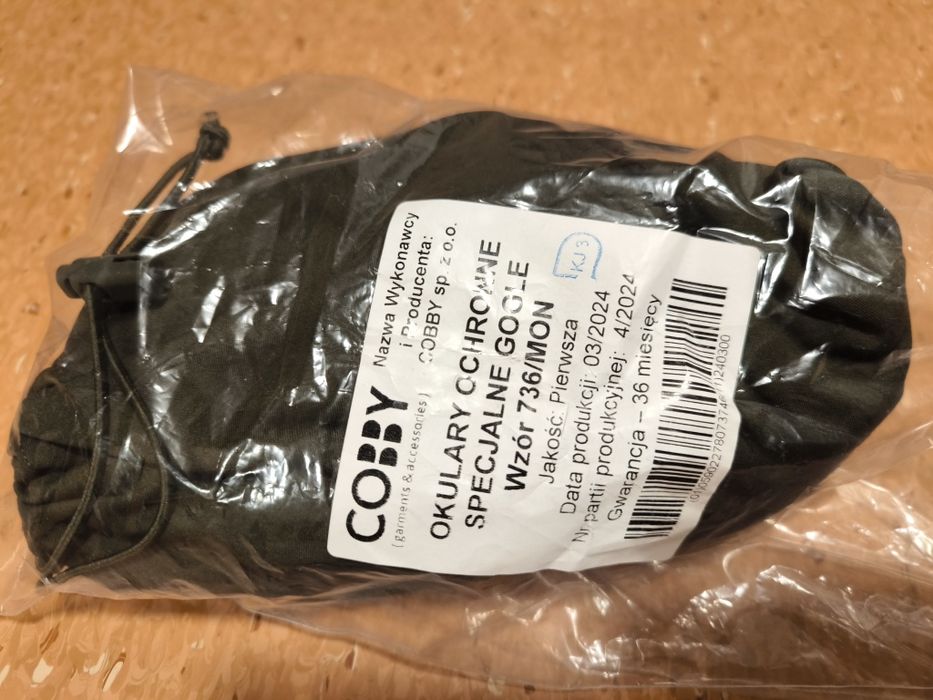 COBBY
[ garments & accessories ]
Nazwa Wykonawcy
i Producenta:
COBBY sp. z o.o.
OKULARY OCHRONNE
SPECJALNE GOGLE
Wzór 736/MON
KJ 3
Jakość: Pierwsza
Data produkcji: 03/2024
Nr partii produkcyjnej: 4/2024
Gwarancja – 36 miesięcy